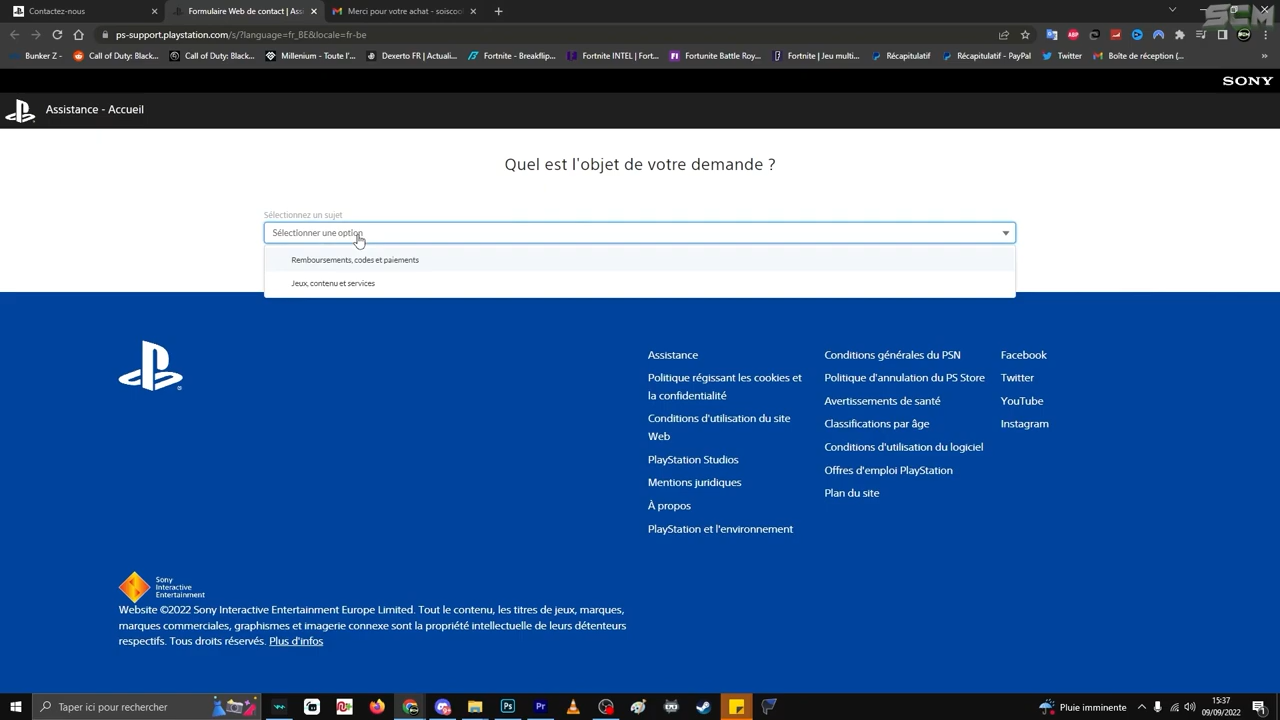 Contactez-nous
Formulaire Web de contact | Assi
Merci pour votre achat - soiscool
SCM
ps-support.playstation.com/s/?language=fr_BE&locale=fr-be
Bunker Z -
Call of Duty: Black...
Call of Duty: Black...
Millenium - Toute l'...
Dexerto FR | Actuali...
Fortnite - Breakflip...
Fortnite INTEL | Fort...
Fortnite Battle Roy...
Fortnite | Jeu multi...
Récapitulatif
Récapitulatif - PayPal
Twitter
Boîte de réception (...
SONY
Assistance - Accueil
Quel est l'objet de votre demande ?
Sélectionnez un sujet
Sélectionner une option
Remboursements, codes et paiements
Jeux, contenu et services
Assistance
Politique régissant les cookies et
la confidentialité
Conditions d'utilisation du site
Web
PlayStation Studios
Mentions juridiques
À propos
PlayStation et l'environnement
Conditions générales du PSN
Politique d'annulation du PS Store
Avertissements de santé
Classifications par âge
Conditions d'utilisation du logiciel
Offres d'emploi PlayStation
Plan du site
Facebook
Twitter
YouTube
Instagram
Sony
Interactive
Entertainment
Website ©2022 Sony Interactive Entertainment Europe Limited. Tout le contenu, les titres de jeux, marques,
marques commerciales, graphismes et imagerie connexe sont la propriété intellectuelle de leurs détenteurs
respectifs. Tous droits réservés. Plus d'infos
Taper ici pour rechercher
Pluie imminente
15:37
09/09/2022